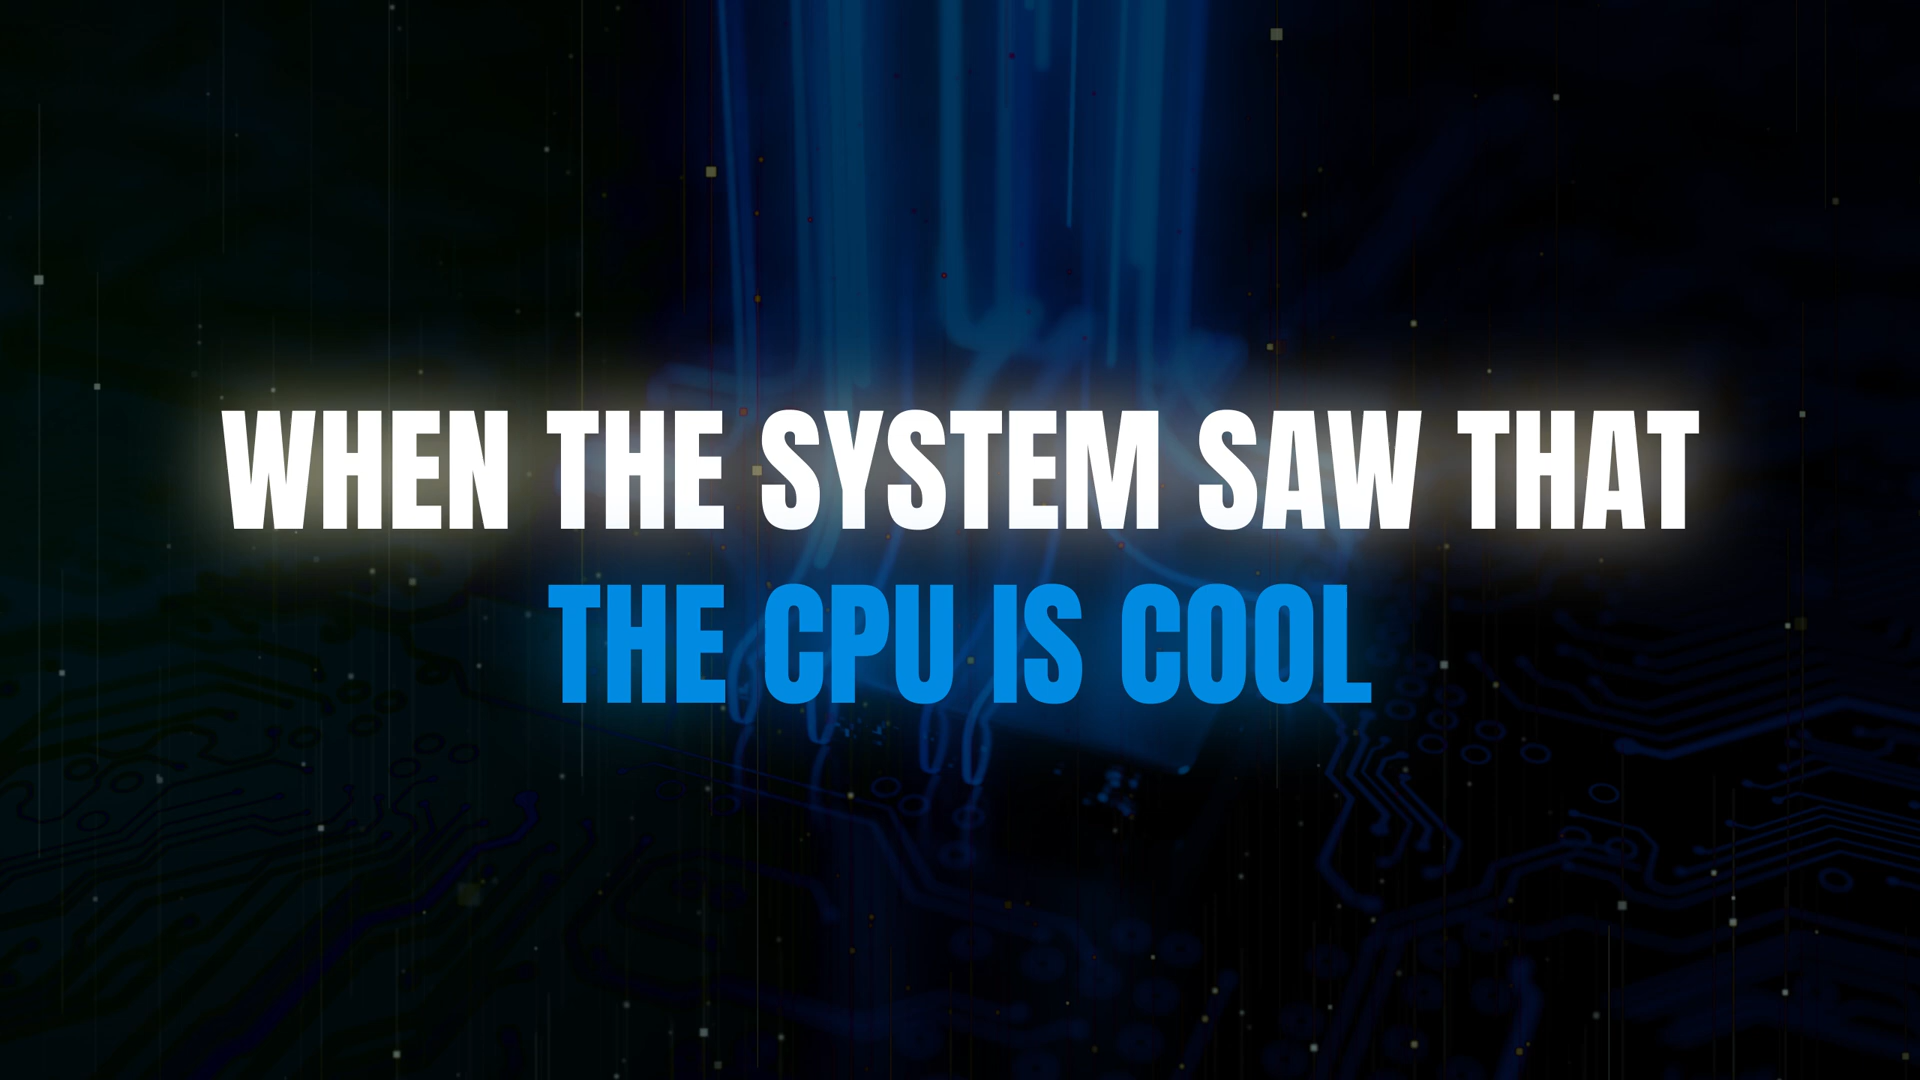 WHEN THE SYSTEM SAW THAT
THE CPU IS COOL